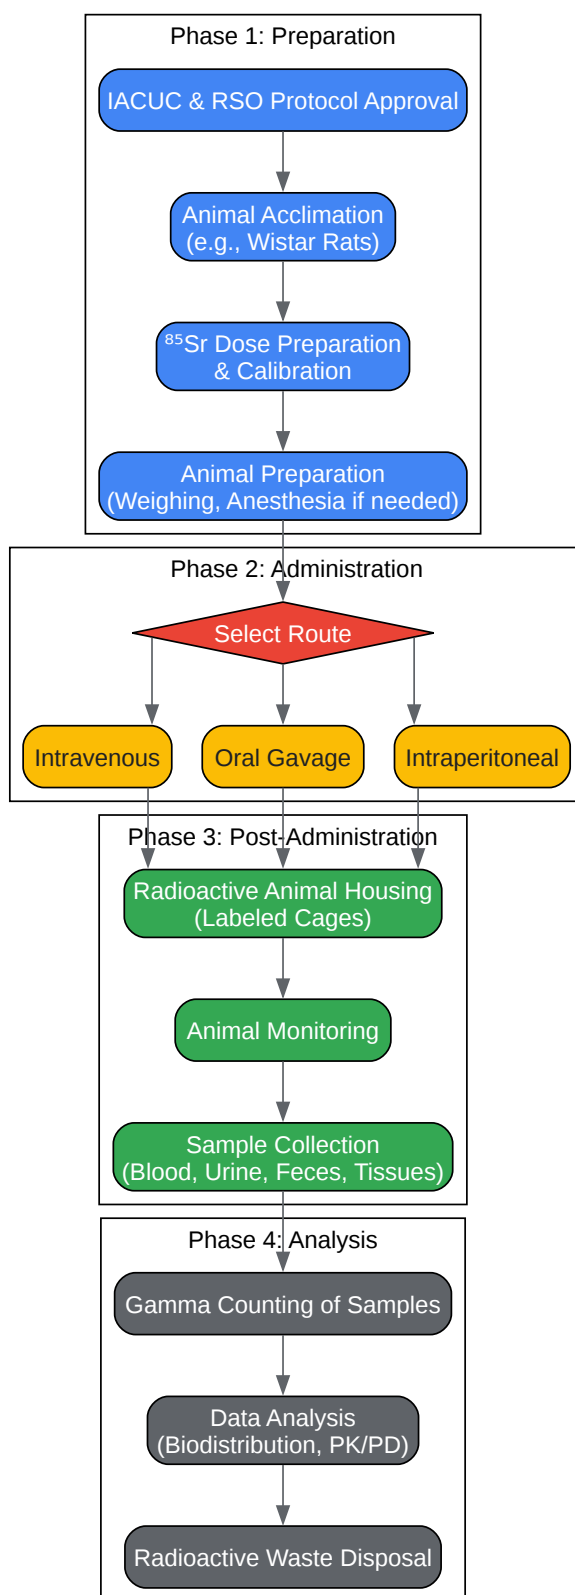 Phase 1: Preparation
IACUC & RSO Protocol Approval
Animal Acclimation
(e.g., Wistar Rats)
⁸⁵Sr Dose Preparation
& Calibration
Animal Preparation
(Weighing, Anesthesia if needed)
Phase 2: Administration
Select Route
Intravenous
Oral Gavage
Intraperitoneal
Phase 3: Post-Administration
Radioactive Animal Housing
(Labeled Cages)
Animal Monitoring
Sample Collection
(Blood, Urine, Feces, Tissues)
Phase 4: Analysis
Gamma Counting of Samples
Data Analysis
(Biodistribution, PK/PD)
Radioactive Waste Disposal